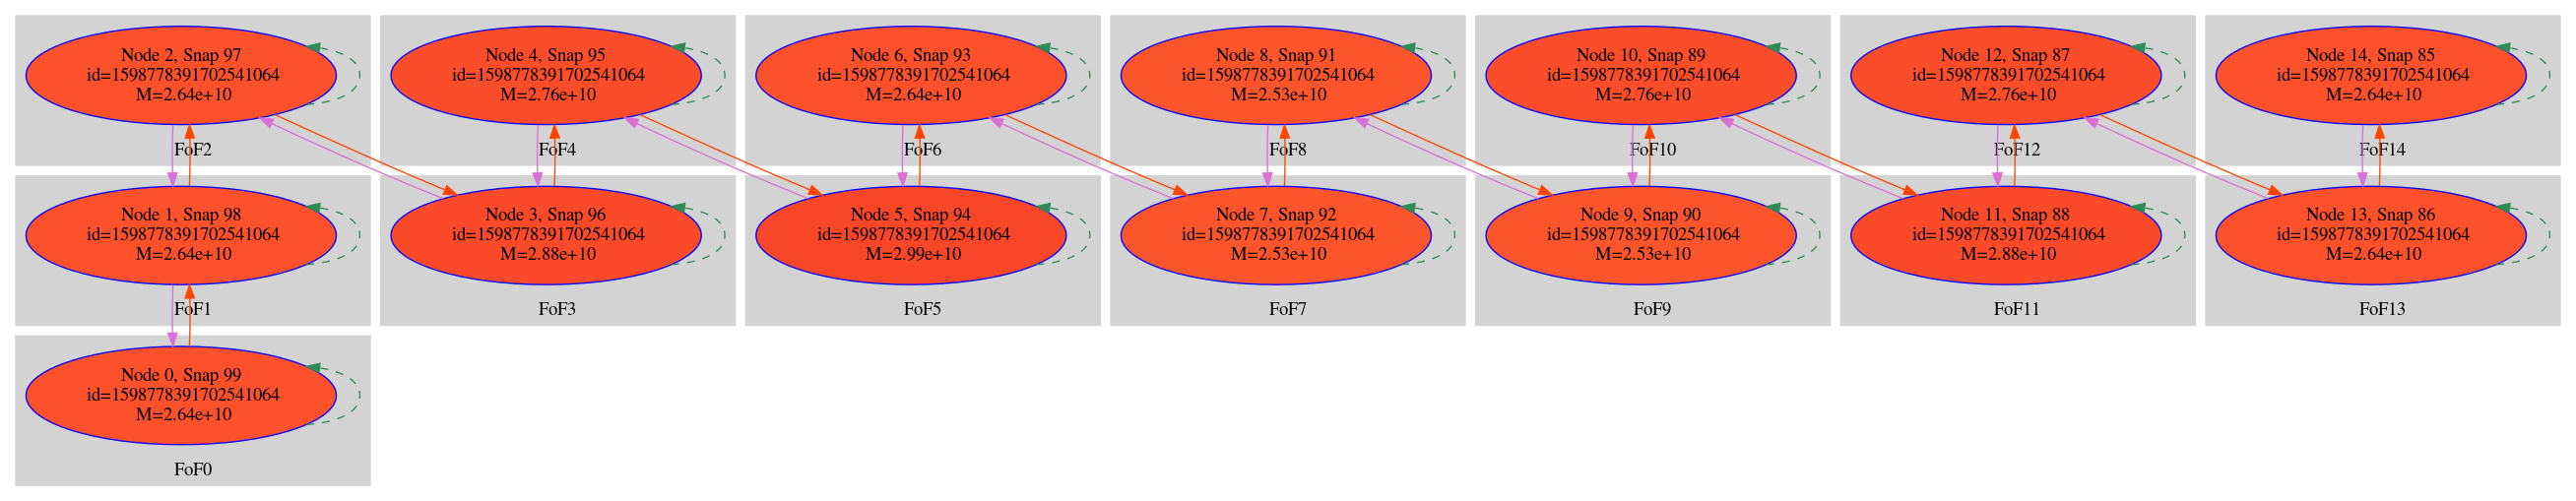 Node 2, Snap 97
id=1598778391702541064
M=2.64e+10
FoF2
Node 4, Snap 95
id=1598778391702541064
M=2.76e+10
FoF4
Node 6, Snap 93
id=1598778391702541064
M=2.64e+10
FoF6
Node 8, Snap 91
id=1598778391702541064
M=2.53e+10
FoF8
Node 10, Snap 89
id=1598778391702541064
M=2.76e+10
FoF10
Node 12, Snap 87
id=1598778391702541064
M=2.76e+10
FoF12
Node 14, Snap 85
id=1598778391702541064
M=2.64e+10
FoF14
Node 1, Snap 98
id=1598778391702541064
M=2.64e+10
FoF1
Node 3, Snap 96
id=1598778391702541064
M=2.88e+10
FoF3
Node 5, Snap 94
id=1598778391702541064
M=2.99e+10
FoF5
Node 7, Snap 92
id=1598778391702541064
M=2.53e+10
FoF7
Node 9, Snap 90
id=1598778391702541064
M=2.53e+10
FoF9
Node 11, Snap 88
id=1598778391702541064
M=2.88e+10
FoF11
Node 13, Snap 86
id=1598778391702541064
M=2.64e+10
FoF13
Node 0, Snap 99
id=1598778391702541064
M=2.64e+10
FoF0